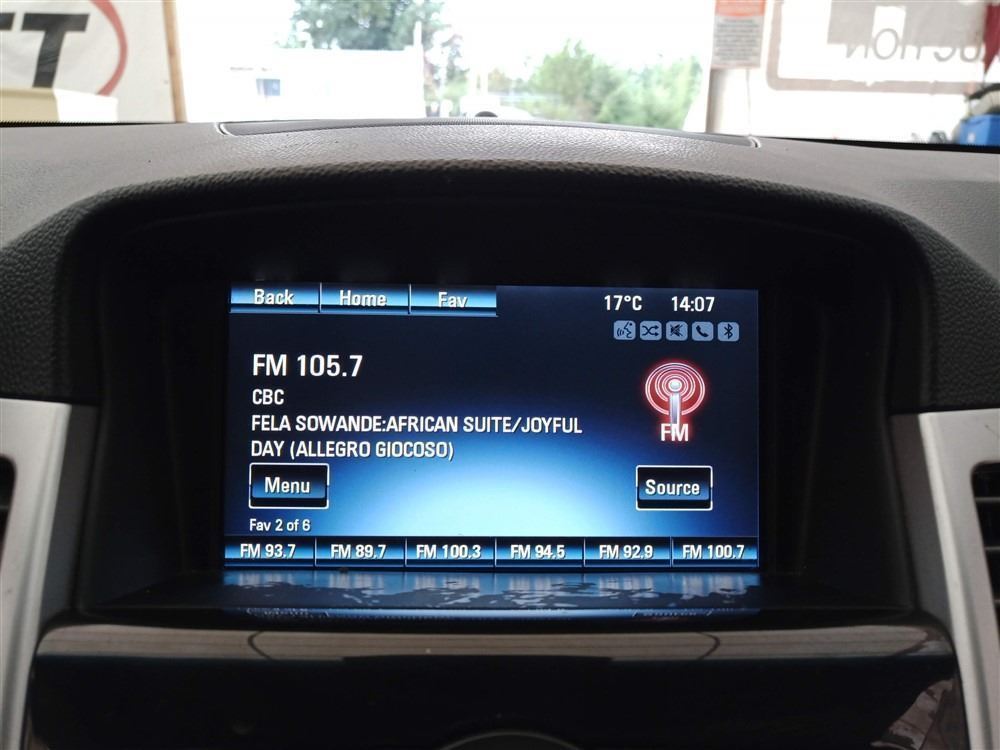 Back Home Fav 17°C 14:07
FM 105.7
CBC
FELA SOWANDE:AFRICAN SUITE/JOYFUL
DAY (ALLEGRO GIOCOSO)
FM
Menu Source
Fav 2 of 6
FM 93.7 FM 89.7 FM 100.3 FM 94.5 FM 92.9 FM 100.7